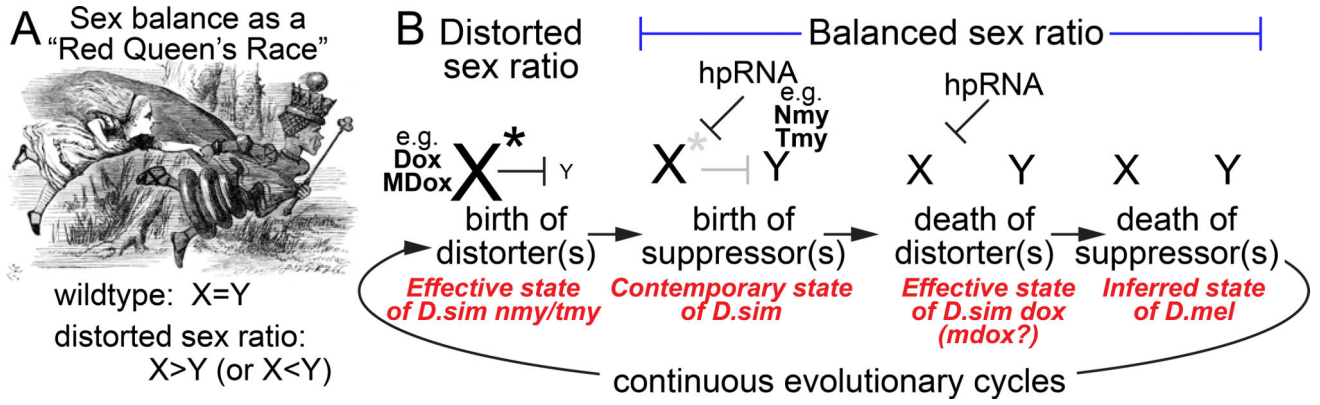 A
Sex balance as a
“Red Queen’s Race”
wildtype: X=Y
distorted sex ratio:
X>Y (or X<Y)
B
Distorted
sex ratio
Balanced sex ratio
e.g.
Dox
MDox
X* Y
birth of
distorter(s)
Effective state
of D.sim nmy/tmy
hpRNA
e.g.
Nmy
Tmy
X* Y
birth of
suppressor(s)
Contemporary state
of D.sim
hpRNA
X Y
death of
distorter(s)
Effective state
of D.sim dox
(mdox?)
X Y
death of
suppressor(s)
Inferred state
of D.mel
continuous evolutionary cycles